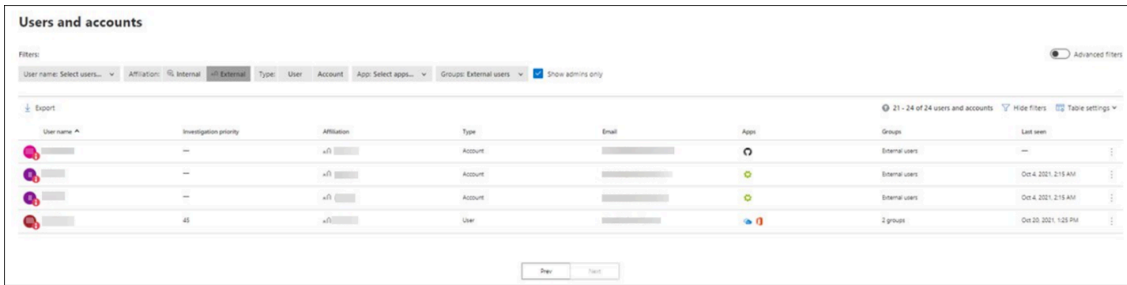 Users and accounts
Filters:
Advanced filters
User name: Select users... Affiliation: Internal External Type: User Account App: Select apps... Groups: External users Show admins only
Export 21 - 24 of 24 users and accounts Hide filters Table settings
User name Investigation priority Affiliation Type Email Apps Groups Last seen
— Account External users —
— Account External users Oct 4, 2021, 2:15 AM
— Account External users Oct 4, 2021, 2:15 AM
45 User 2 groups Oct 20, 2021, 1:25 PM
Prev Next